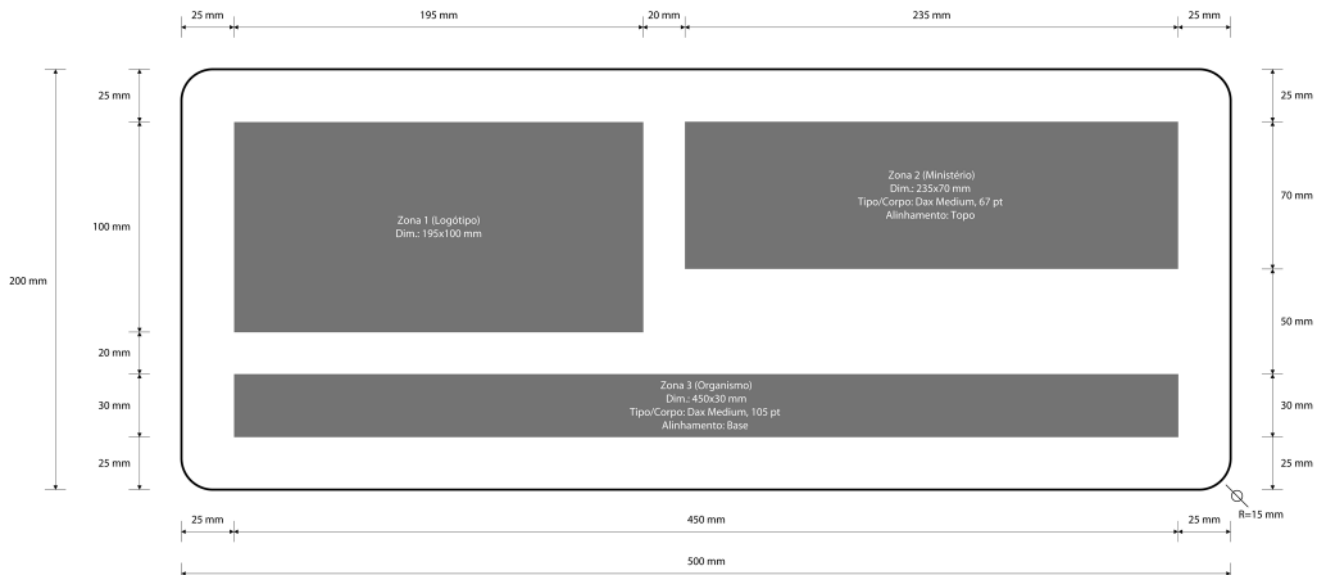 25 mm 195 mm 20 mm 235 mm 25 mm
25 mm
25 mm
Zona 2 (Ministério)
Dim.: 235x70 mm
Tipo/Corpo: Dax Medium, 67 pt
Alinhamento: Topo
70 mm
Zona 1 (Logótipo)
Dim.: 195x100 mm
100 mm
200 mm
50 mm
20 mm
Zona 3 (Organismo)
Dim.: 450x30 mm
Tipo/Corpo: Dax Medium, 105 pt
Alinhamento: Base
30 mm
30 mm
25 mm
25 mm
R=15 mm
25 mm 450 mm 25 mm
500 mm